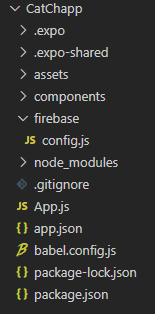 CatChapp
.expo
.expo-shared
assets
components
firebase
JS config.js
node_modules
.gitignore
JS App.js
{} app.json
B babel.config.js
{} package-lock.json
{} package.json